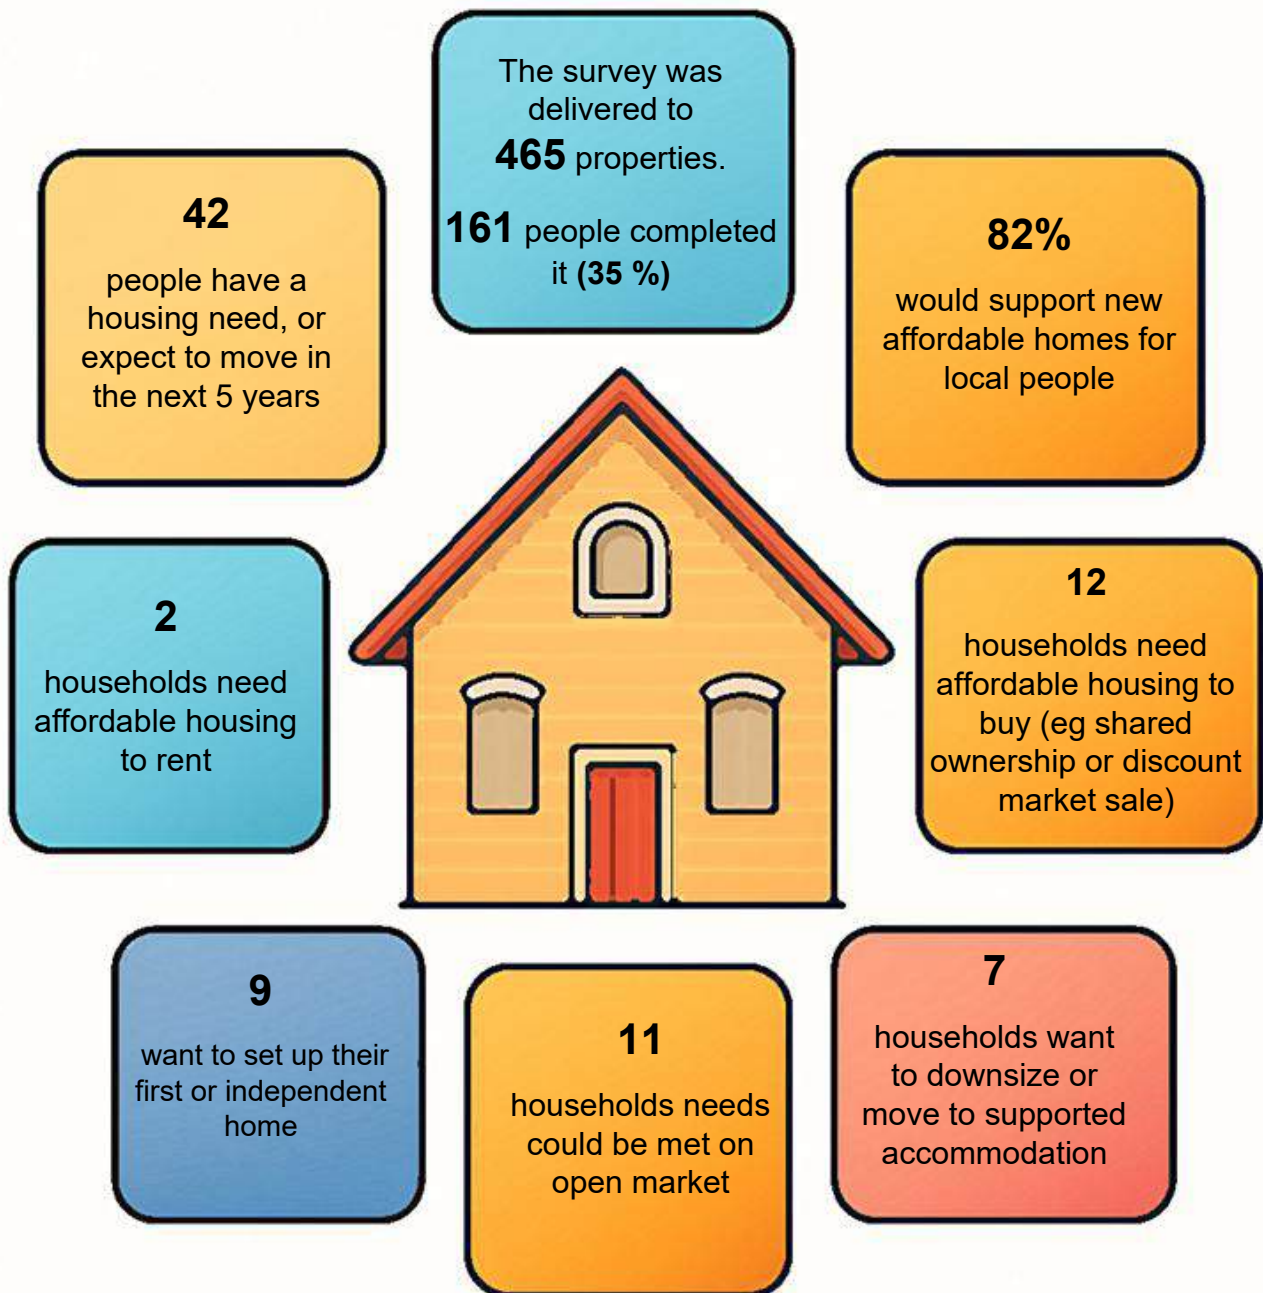 The survey was
delivered to
465 properties.
161 people completed
it (35 %)
42
people have a
housing need, or
expect to move in
the next 5 years
82%
would support new
affordable homes for
local people
2
households need
affordable housing
to rent
12
households need
affordable housing to
buy (eg shared
ownership or discount
market sale)
9
want to set up their
first or independent
home
11
households needs
could be met on
open market
7
households want
to downsize or
move to supported
accommodation